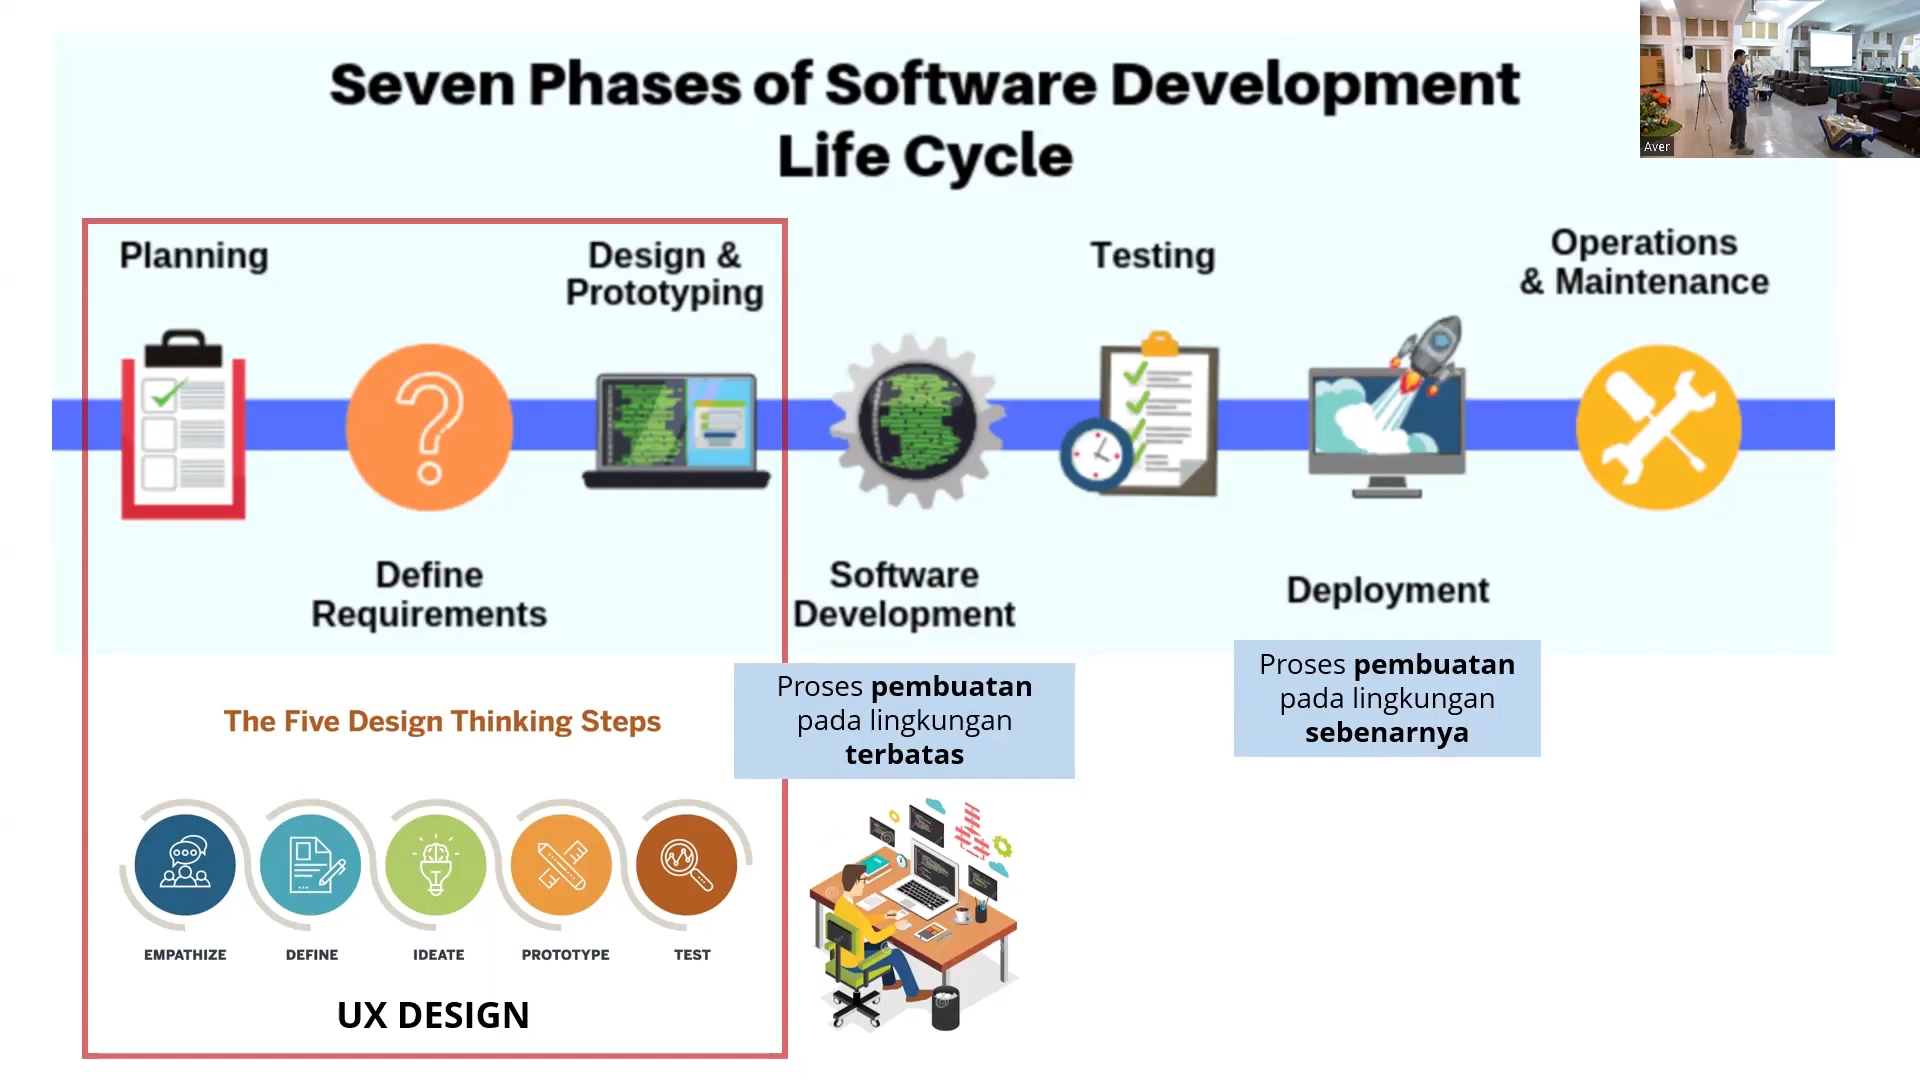 Seven Phases of Software Development
Life Cycle
Aver
Planning
Define
Requirements
Design &
Prototyping
Software
Development
Testing
Deployment
Operations
& Maintenance
Proses pembuatan
pada lingkungan
terbatas
Proses pembuatan
pada lingkungan
sebenarnya
The Five Design Thinking Steps
EMPATHIZE
DEFINE
IDEATE
PROTOTYPE
TEST
UX DESIGN